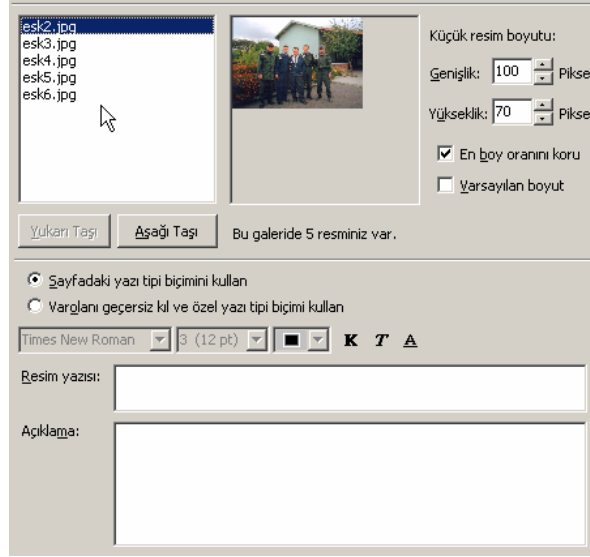 esk2.jpg
esk3.jpg
esk4.jpg
esk5.jpg
esk6.jpg
Küçük resim boyutu:
Genişlik: 100 Pikse
Yükseklik: 70 Pikse
En boy oranını koru
Varsayılan boyut
Yukarı Taşı Aşağı Taşı Bu galeride 5 resminiz var.
Sayfadaki yazı tipi biçimini kullan
Varolanı geçersiz kıl ve özel yazı tipi biçimi kullan
Times New Roman 3 (12 pt) K T A
Resim yazısı:
Açıklama: